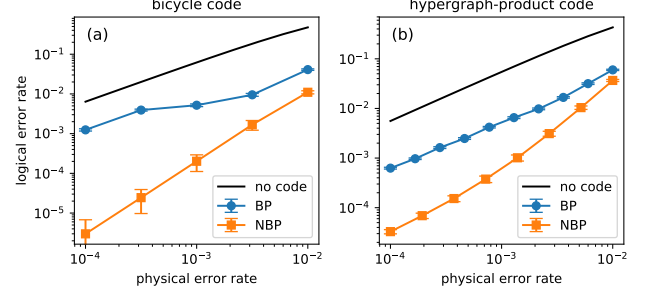 bicycle code
(a)
logical error rate
10⁻¹
10⁻²
10⁻³
10⁻⁴
10⁻⁵
no code
BP
NBP
10⁻⁴ 10⁻³ 10⁻²
physical error rate
hypergraph-product code
(b)
10⁻¹
10⁻²
10⁻³
10⁻⁴
no code
BP
NBP
10⁻⁴ 10⁻³ 10⁻²
physical error rate